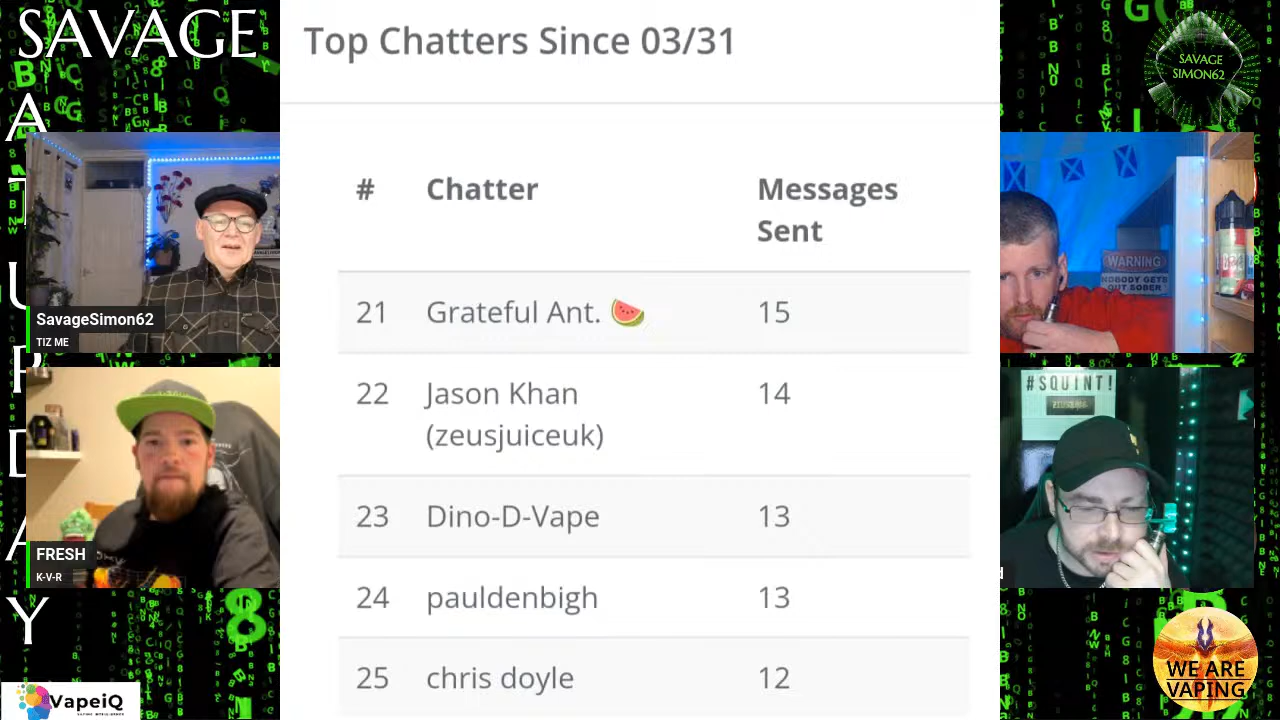 SAVAGE
SATURDAY
Top Chatters Since 03/31
# Chatter Messages Sent
21 Grateful Ant. 🍉 15
22 Jason Khan (zeusjuiceuk) 14
23 Dino-D-Vape 13
24 pauldenbigh 13
25 chris doyle 12
SavageSimon62
TIZ ME
FRESH
K-V-R
VapeiQ
SAVAGE
SIMON62
WARNING
NOBODY GETS
OUT SOBER
#SQUINT!
d
WE ARE
VAPING